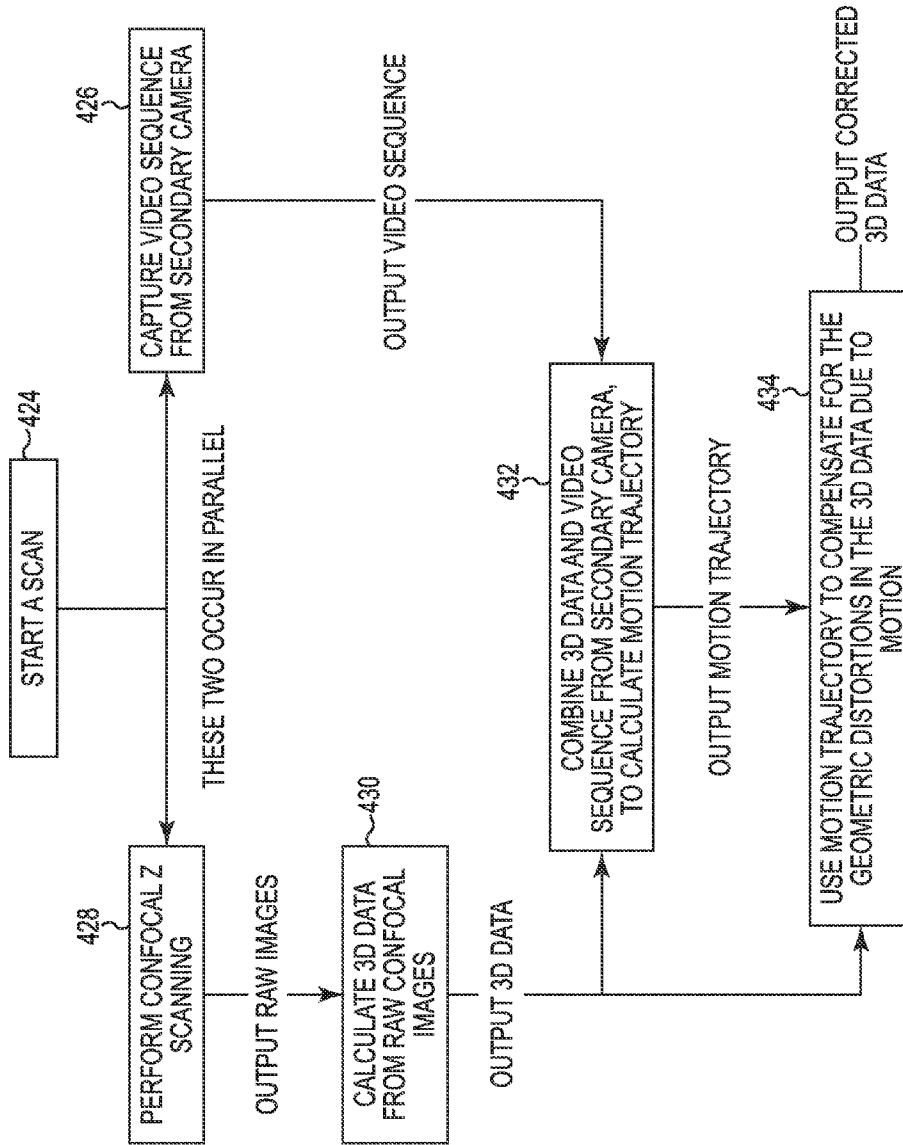 START A SCAN
424
THESE TWO OCCUR IN PARALLEL
428
PERFORM CONFOCAL Z
SCANNING
426
CAPTURE VIDEO SEQUENCE
FROM SECONDARY CAMERA
OUTPUT RAW IMAGES
430
CALCULATE 3D DATA
FROM RAW CONFOCAL
IMAGES
OUTPUT VIDEO SEQUENCE
OUTPUT 3D DATA
432
COMBINE 3D DATA AND VIDEO
SEQUENCE FROM SECONDARY CAMERA,
TO CALCULATE MOTION TRAJECTORY
OUTPUT MOTION TRAJECTORY
434
USE MOTION TRAJECTORY TO COMPENSATE FOR THE
GEOMETRIC DISTORTIONS IN THE 3D DATA DUE TO
MOTION
OUTPUT CORRECTED
3D DATA